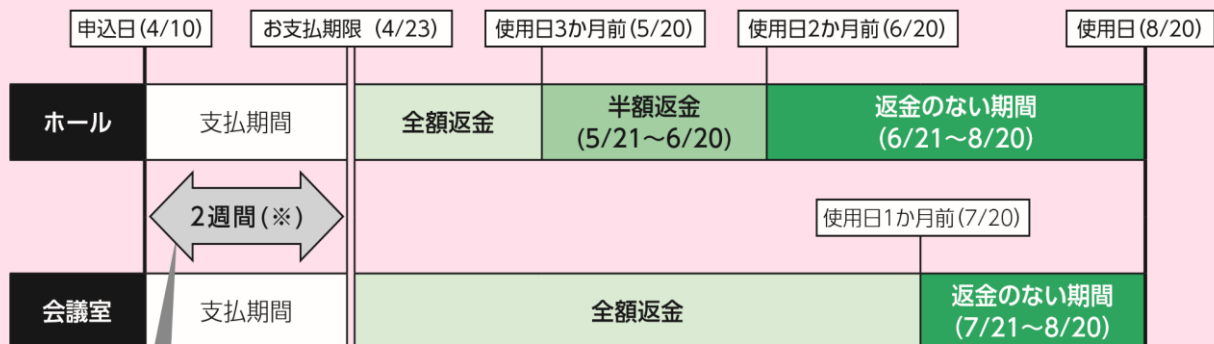 申込日(4/10)
お支払期限 (4/23)
使用日3か月前(5/20)
使用日2か月前(6/20)
使用日(8/20)
ホール
支払期間
全額返金
半額返金
(5/21～6/20)
返金のない期間
(6/21～8/20)
2週間(※)
使用日1か月前(7/20)
会議室
支払期間
全額返金
返金のない期間
(7/21～8/20)